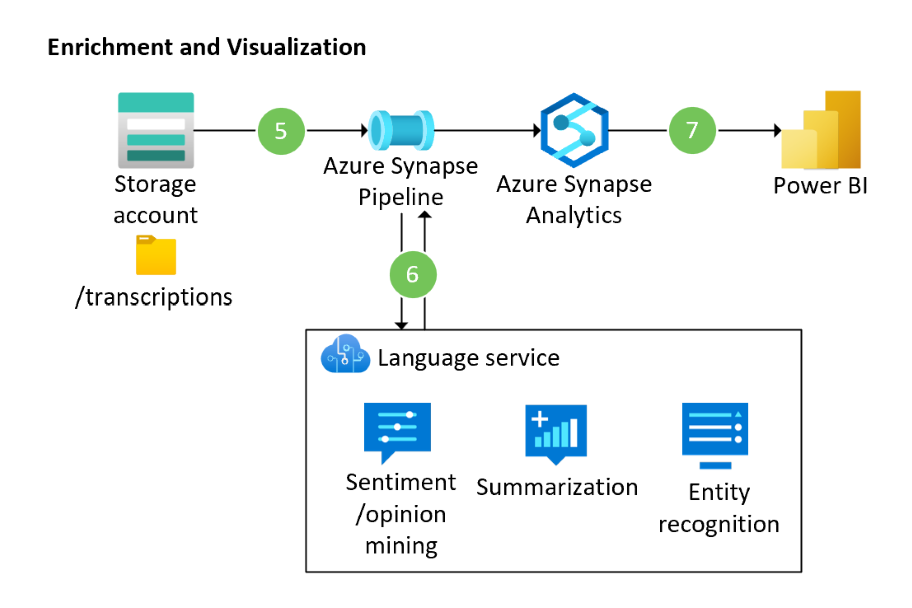 Enrichment and Visualization
5
7
Storage
account
Azure Synapse
Pipeline
Azure Synapse
Analytics
Power BI
/transcriptions
6
Language service
Sentiment
/opinion
mining
Summarization
Entity
recognition